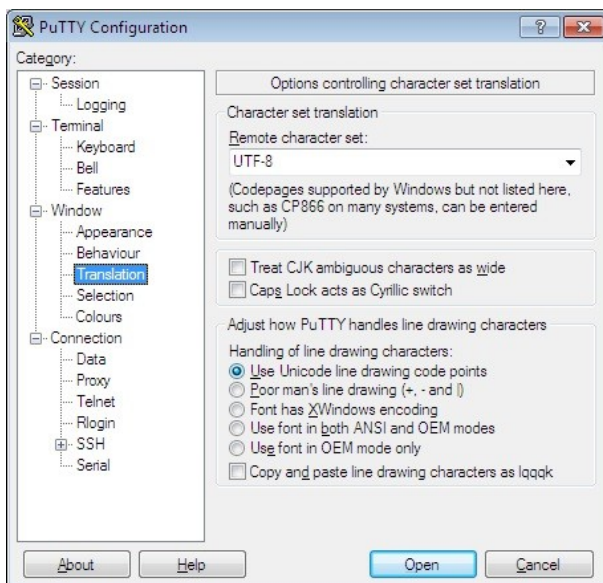 PuTTY Configuration
Category:
Session
Logging
Terminal
Keyboard
Bell
Features
Window
Appearance
Behaviour
Translation
Selection
Colours
Connection
Data
Proxy
Telnet
Rlogin
SSH
Serial
Options controlling character set translation
Character set translation
Remote character set:
UTF-8
(Codepages supported by Windows but not listed here,
such as CP866 on many systems, can be entered
manually)
Treat CJK ambiguous characters as wide
Caps Lock acts as Cyrillic switch
Adjust how PuTTY handles line drawing characters
Handling of line drawing characters:
Use Unicode line drawing code points
Poor man's line drawing (+, - and |)
Font has XWindows encoding
Use font in both ANSI and OEM modes
Use font in OEM mode only
Copy and paste line drawing characters as lqqqk
About
Help
Open
Cancel